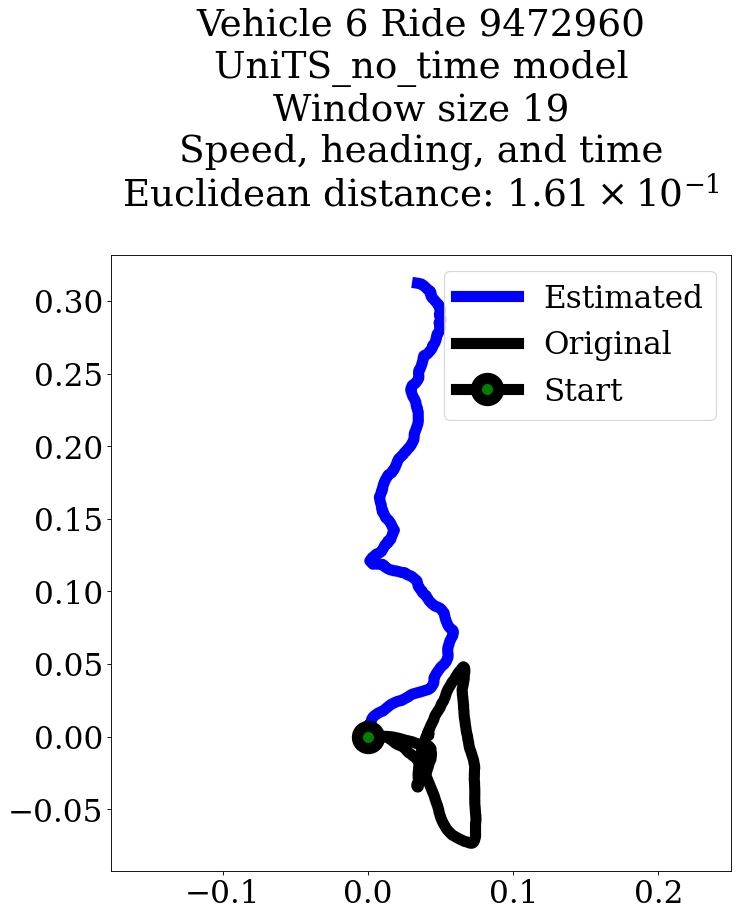 Vehicle 6 Ride 9472960
UniTS_no_time model
Window size 19
Speed, heading, and time
Euclidean distance: 1.61 × 10⁻¹
Estimated
Original
Start
0.30
0.25
0.20
0.15
0.10
0.05
0.00
−0.05
−0.1 0.0 0.1 0.2